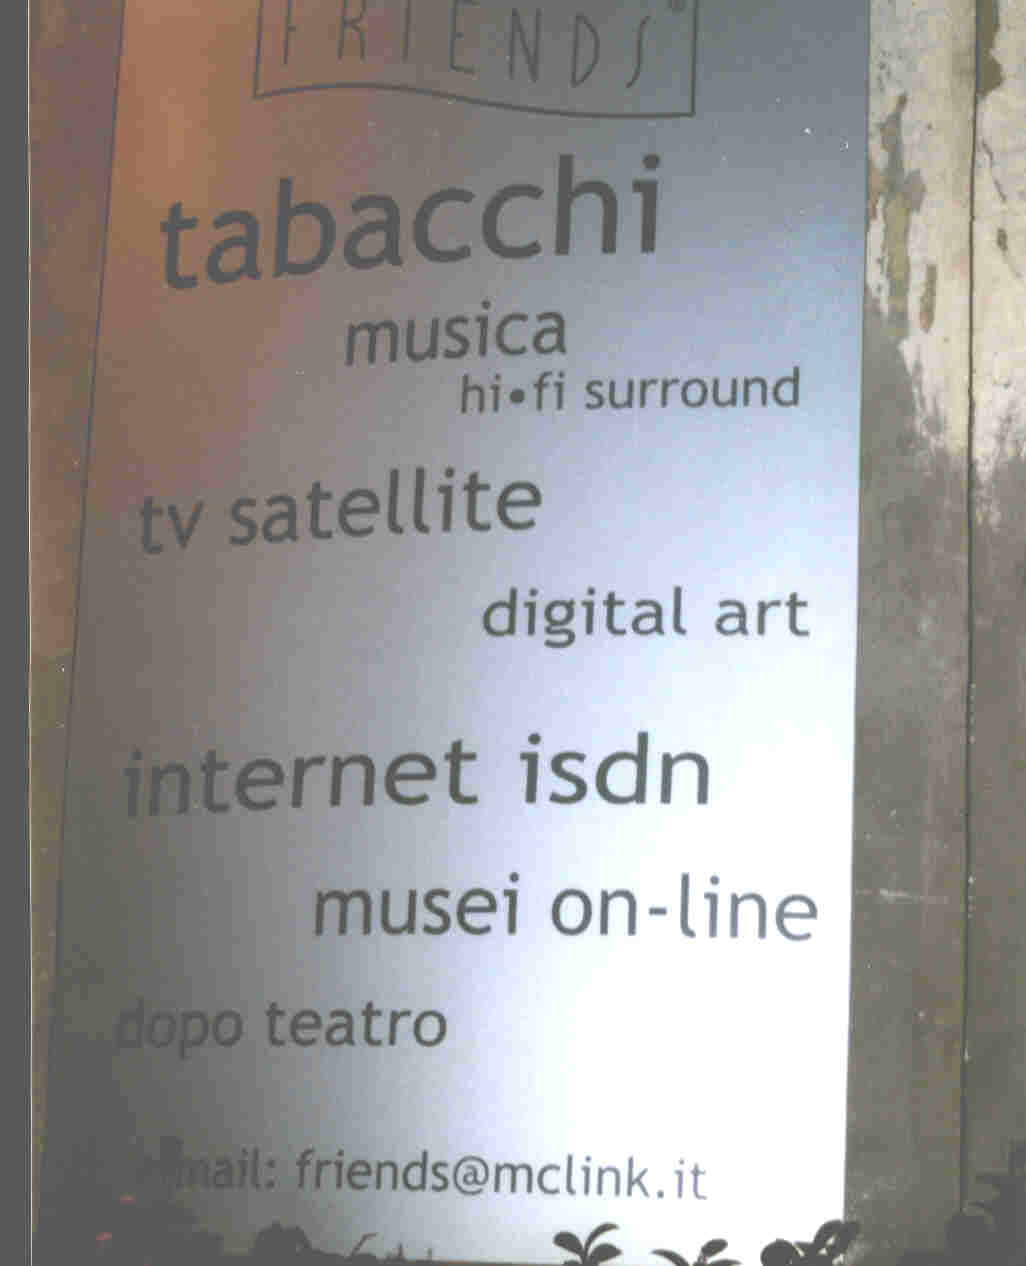 FRIENDS®
tabacchi
musica
hi•fi surround
tv satellite
digital art
internet isdn
musei on-line
dopo teatro
e-mail: friends@mclink.it